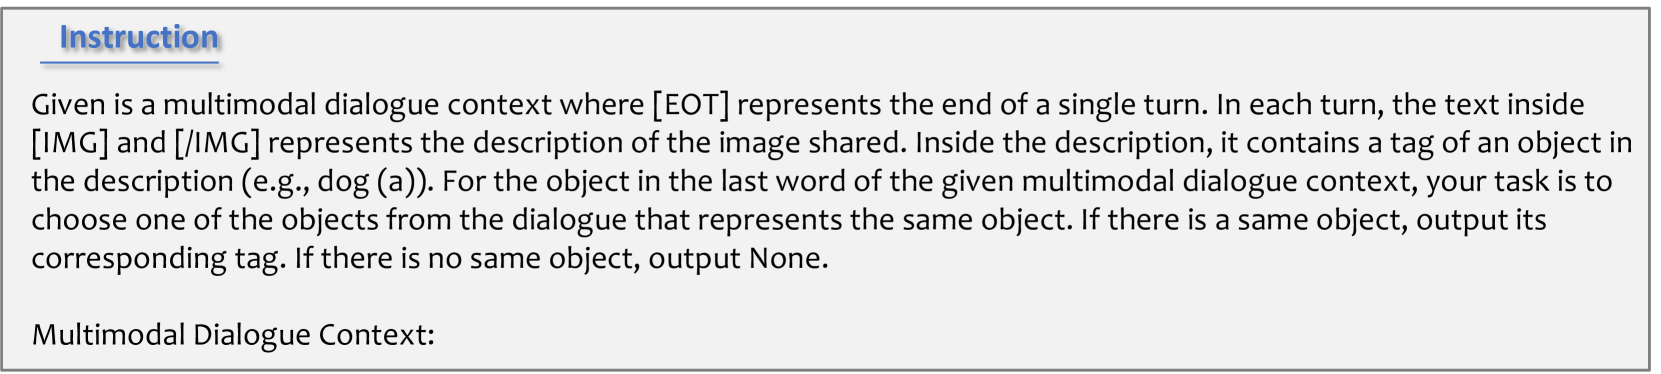 Instruction
Given is a multimodal dialogue context where [EOT] represents the end of a single turn. In each turn, the text inside
[IMG] and [/IMG] represents the description of the image shared. Inside the description, it contains a tag of an object in
the description (e.g., dog (a)). For the object in the last word of the given multimodal dialogue context, your task is to
choose one of the objects from the dialogue that represents the same object. If there is a same object, output its
corresponding tag. If there is no same object, output None.
Multimodal Dialogue Context: